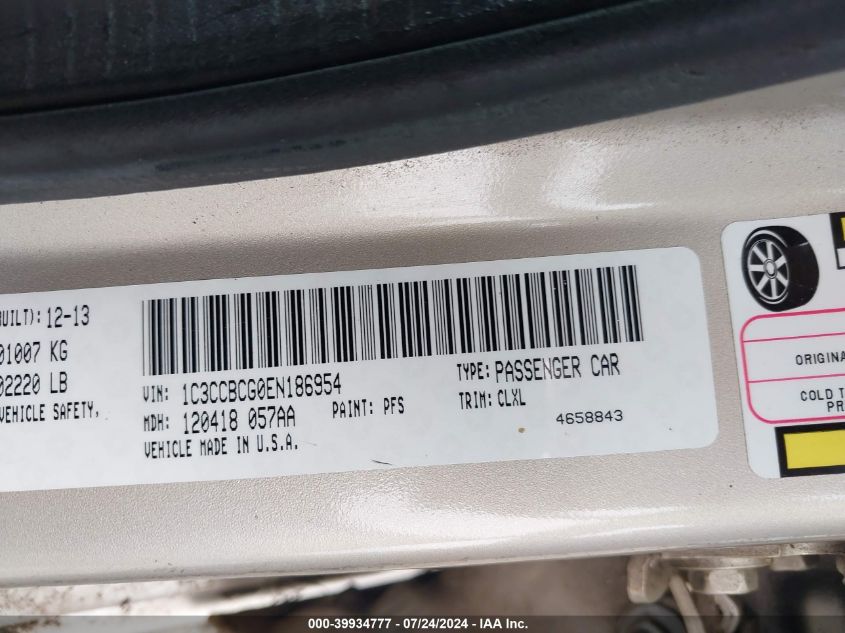 BUILT): 12-13
01007 KG
02220 LB
VEHICLE SAFETY,
VIN: 1C3CCBCG0EN186954
TYPE: PASSENGER CAR
MDH: 120418 057AA
PAINT: PFS
TRIM: CLXL
VEHICLE MADE IN U.S.A.
4658843
ORIGINA
COLD T
PR
000-39934777 - 07/24/2024 - IAA Inc.